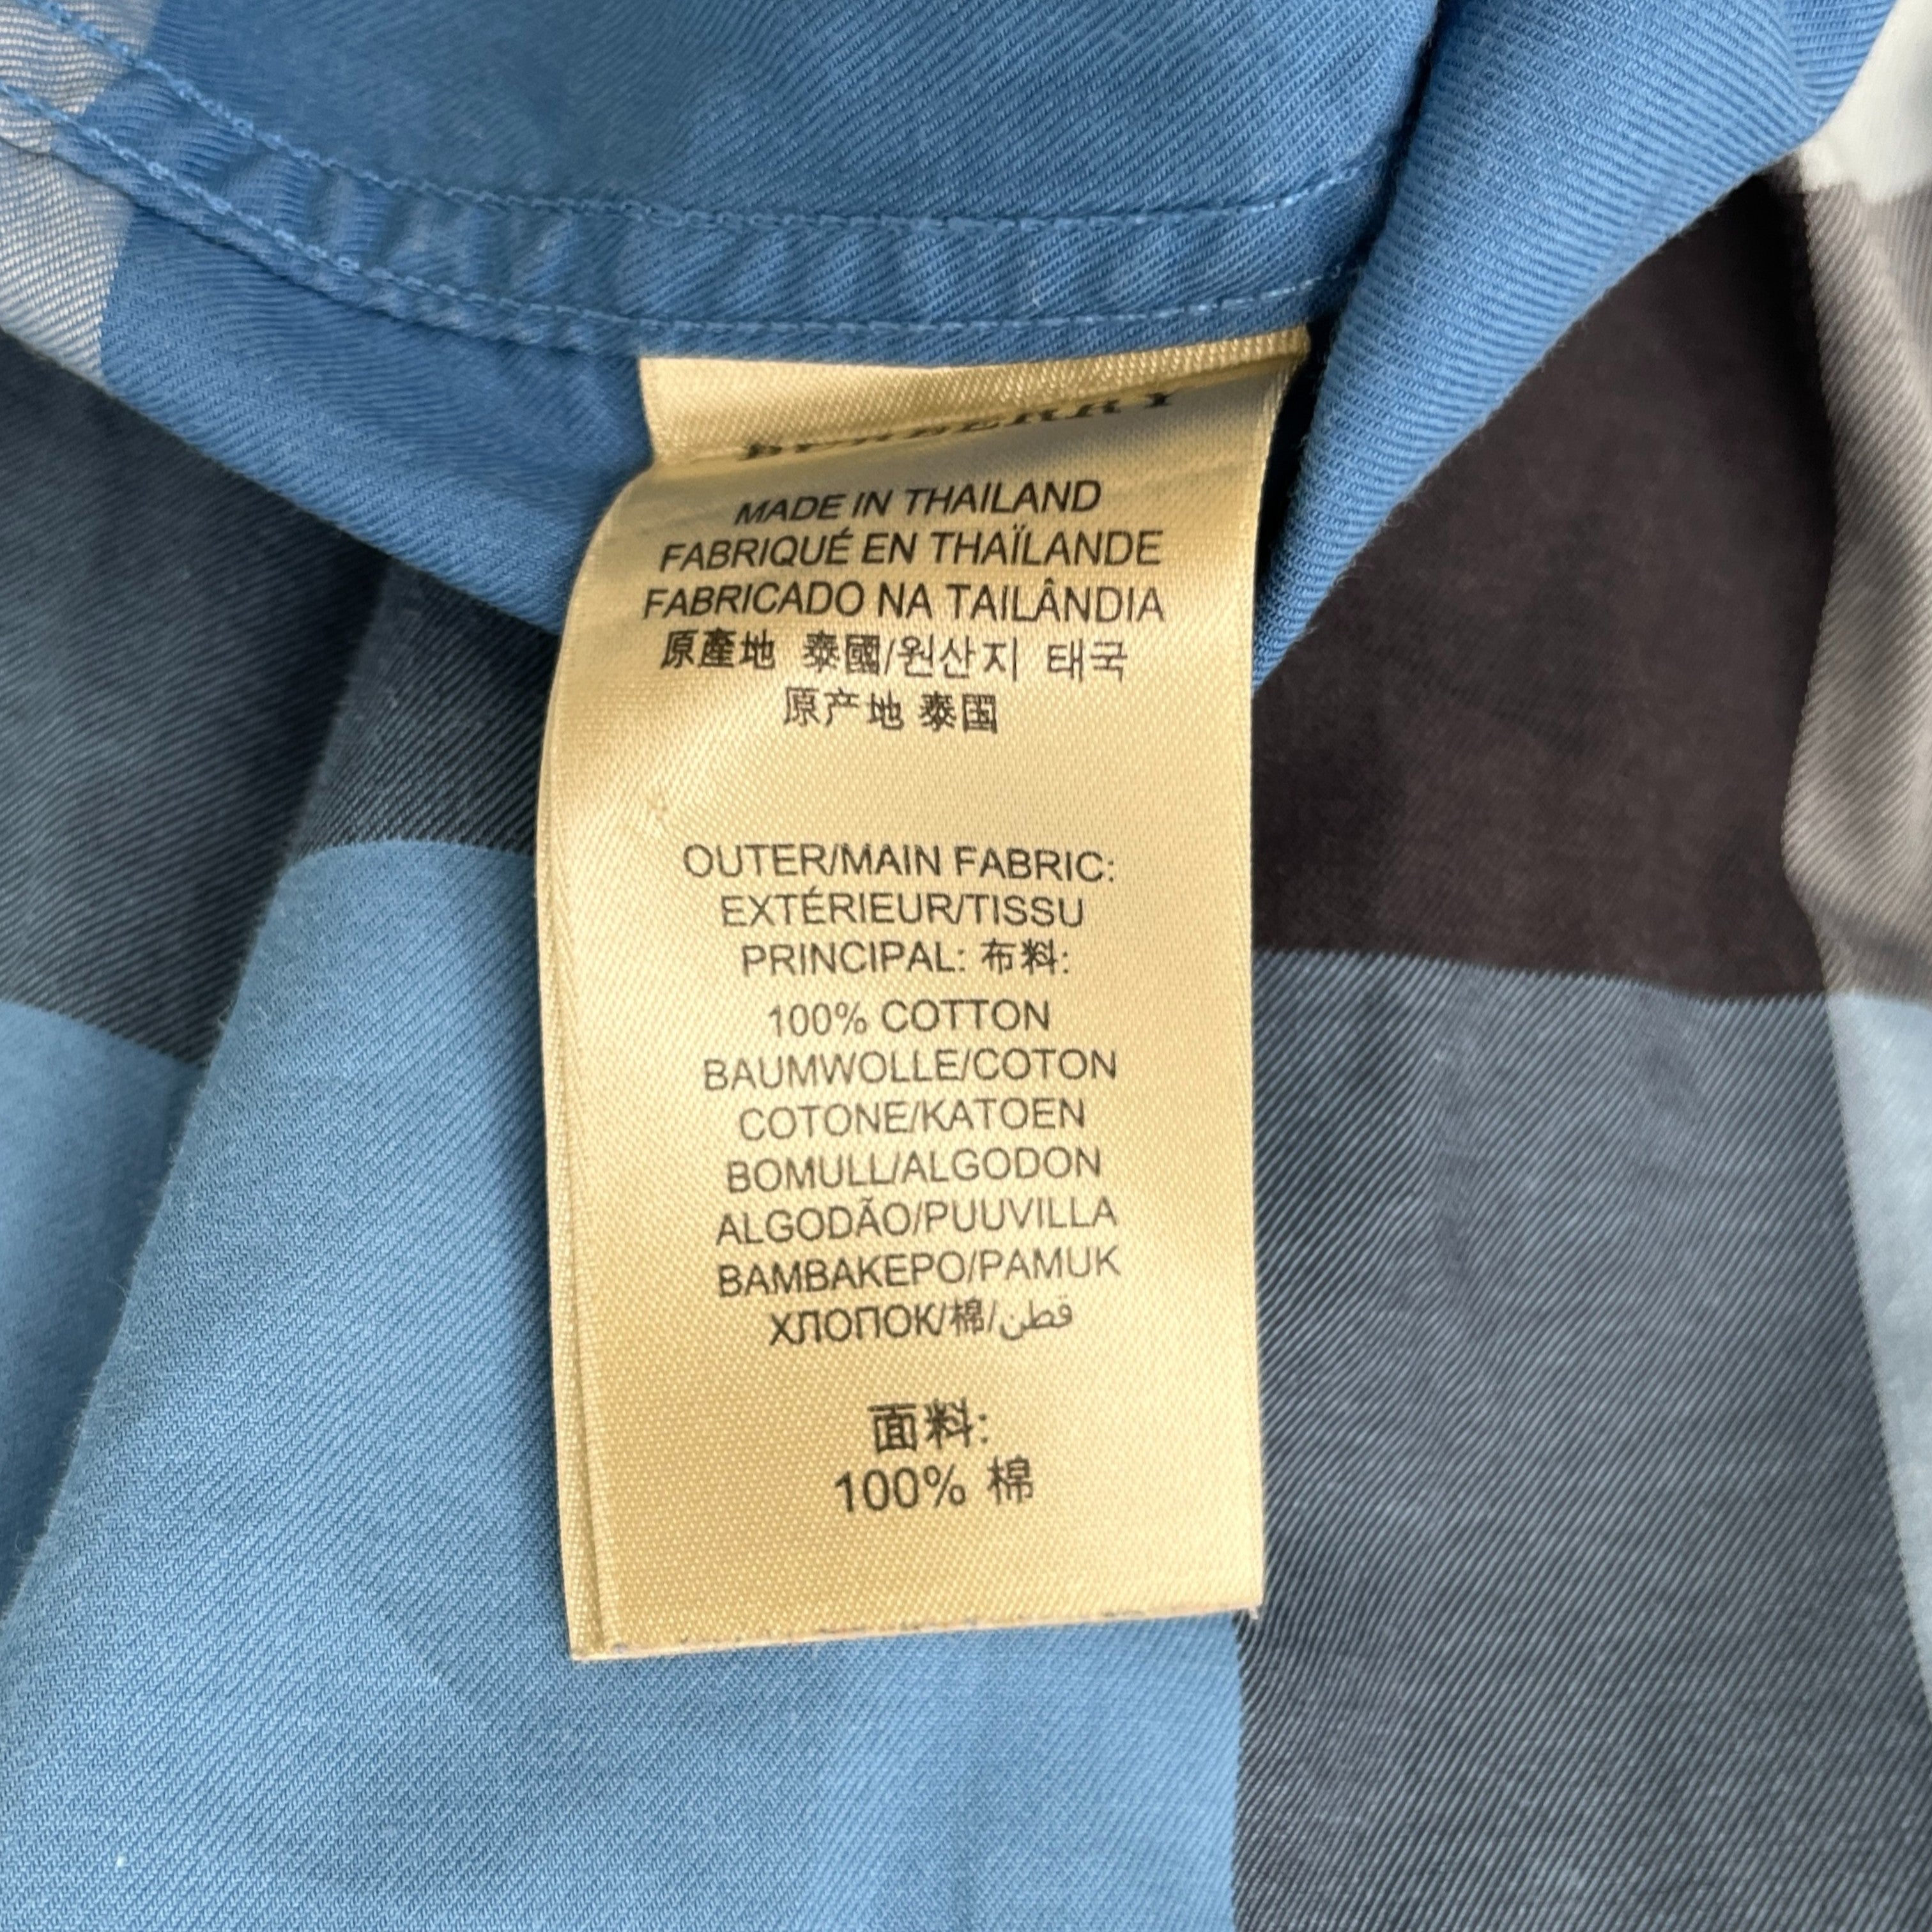 BURBERRY
MADE IN THAILAND
FABRIQUÉ EN THAÏLANDE
FABRICADO NA TAILÂNDIA
原產地 泰國/원산지 태국
原产地 泰国
OUTER/MAIN FABRIC:
EXTÉRIEUR/TISSU
PRINCIPAL: 布料:
100% COTTON
BAUMWOLLE/COTON
COTONE/KATOEN
BOMULL/ALGODON
ALGODÃO/PUUVILLA
BAMBAKEPO/PAMUK
ХЛОПОК/棉/قطن
面料:
100% 棉